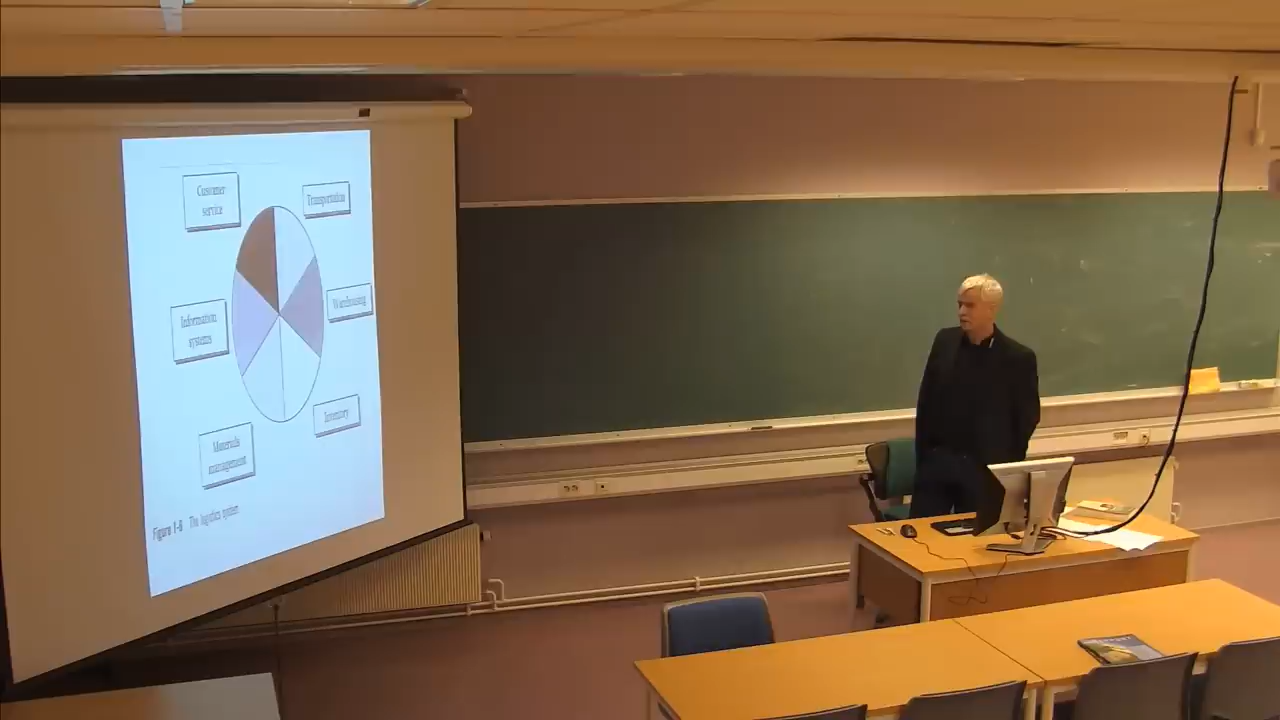 Customer
service
Transportation
Information
systems
Warehousing
Inventory
Materials
management
Figure 1-8 The logistics system